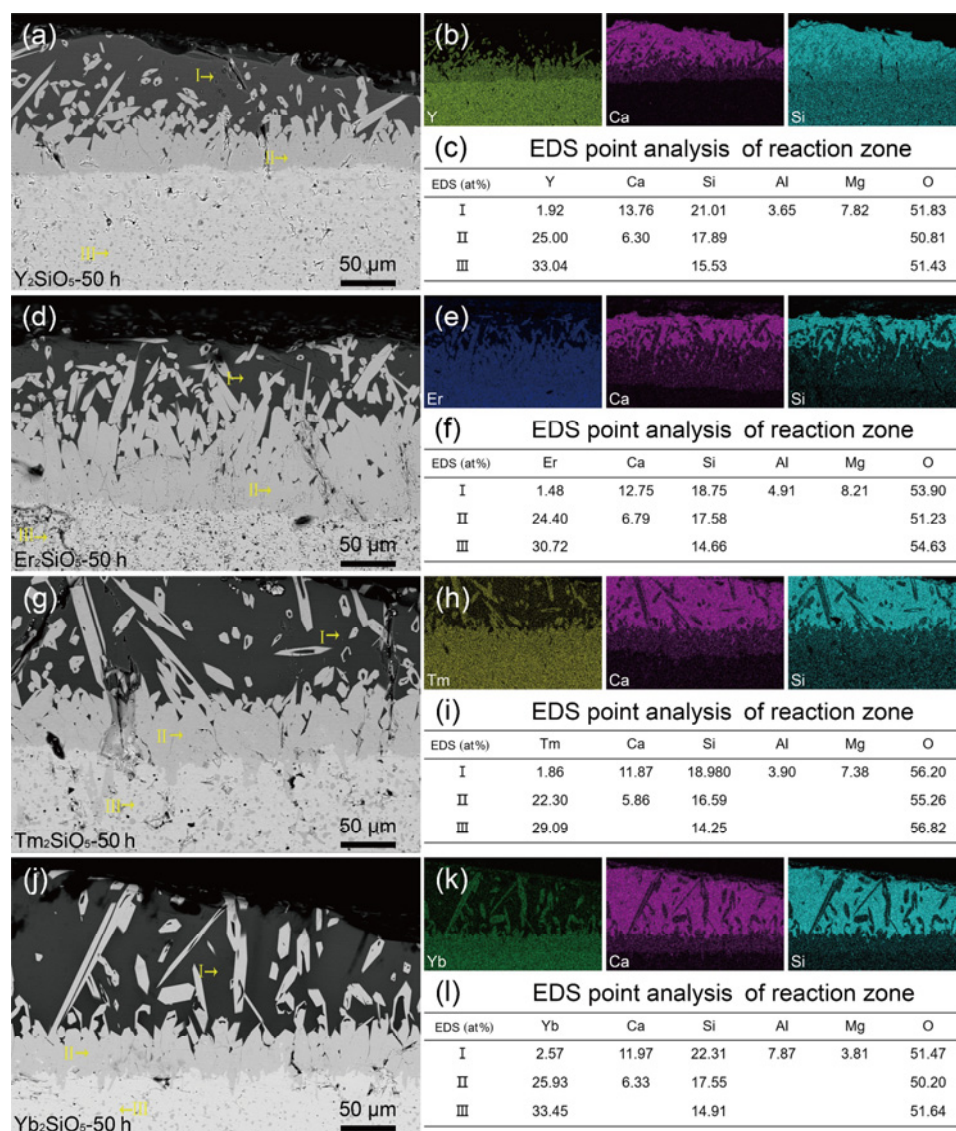 (a)
I→
II→
III→
Y₂SiO₅-50 h
50 µm
(b)
Y
Ca
Si
(c) EDS point analysis of reaction zone
EDS (at%) Y Ca Si Al Mg O
I 1.92 13.76 21.01 3.65 7.82 51.83
II 25.00 6.30 17.89 50.81
III 33.04 15.53 51.43
(d)
I→
II→
III→
Er₂SiO₅-50 h
50 µm
(e)
Er
Ca
Si
(f) EDS point analysis of reaction zone
EDS (at%) Er Ca Si Al Mg O
I 1.48 12.75 18.75 4.91 8.21 53.90
II 24.40 6.79 17.58 51.23
III 30.72 14.66 54.63
(g)
I→
II→
III→
Tm₂SiO₅-50 h
50 µm
(h)
Tm
Ca
Si
(i) EDS point analysis of reaction zone
EDS (at%) Tm Ca Si Al Mg O
I 1.86 11.87 18.980 3.90 7.38 56.20
II 22.30 5.86 16.59 55.26
III 29.09 14.25 56.82
(j)
I→
II→
←III
Yb₂SiO₅-50 h
50 µm
(k)
Yb
Ca
Si
(l) EDS point analysis of reaction zone
EDS (at%) Yb Ca Si Al Mg O
I 2.57 11.97 22.31 7.87 3.81 51.47
II 25.93 6.33 17.55 50.20
III 33.45 14.91 51.64